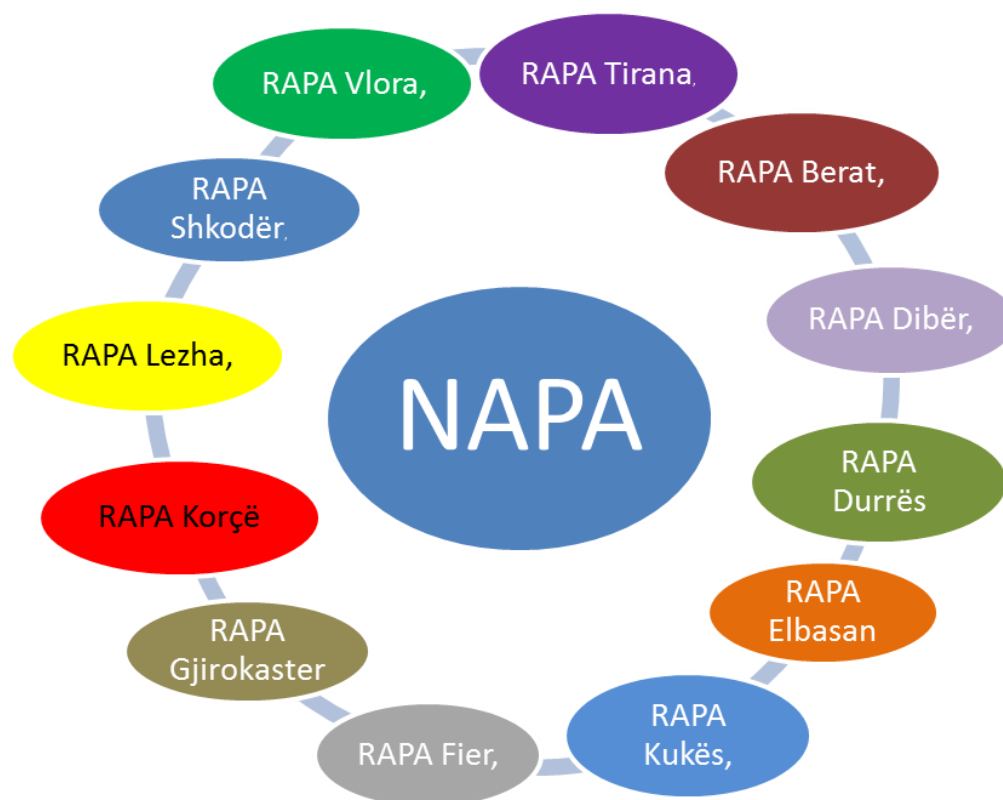 RAPA Vlora,
RAPA Tirana,
RAPA Berat,
RAPA
Shkodër,
RAPA Dibër,
RAPA Lezha,
NAPA
RAPA
Durrës
RAPA Korçë
RAPA
Elbasan
RAPA
Gjirokaster
RAPA
Kukës,
RAPA Fier,